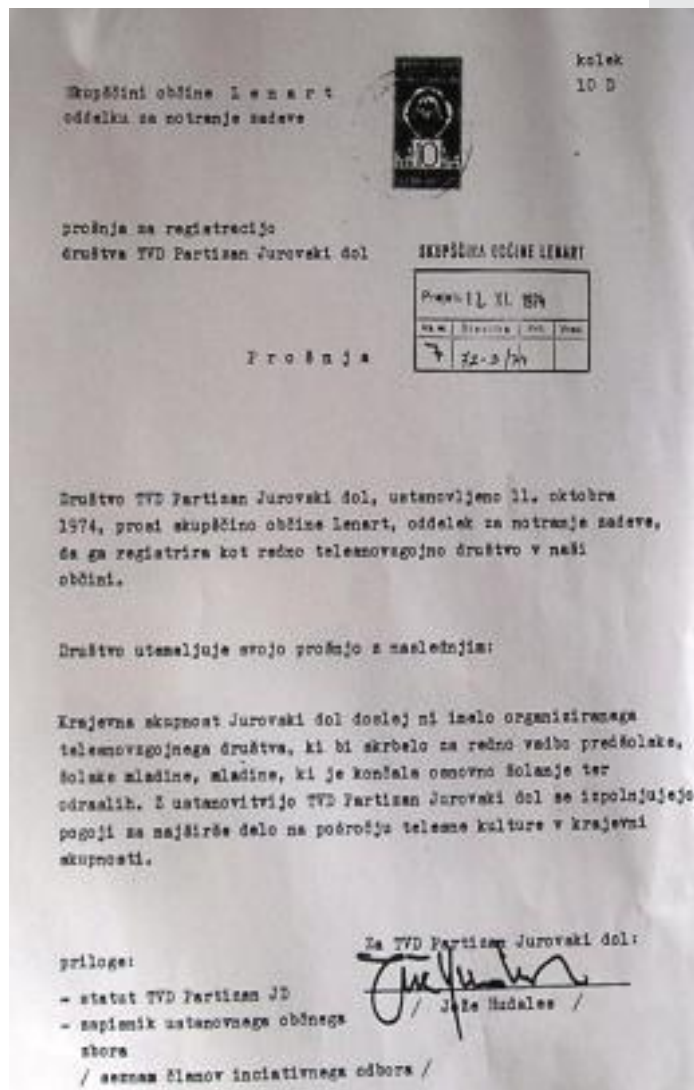 kolek
10 D
Skupščini občine L e n a r t
oddelku za notranje zadeve
10
prošnja za registracijo
društva TVD Partizan Jurovski dol
SKUPŠČINA OBČINE LENART
Prejeto 12. XI. 1974
P r o š n j a
Društvo TVD Partizan Jurovski dol, ustanovljeno 11. oktobra
1974, prosi skupščino občine Lenart, oddelek za notranje zadeve,
da ga registrira kot redno telesnovzgojno društvo v naši
občini.
Društvo utemeljuje svojo prošnjo z naslednjim:
Krajevna skupnost Jurovski dol doslej ni imelo organiziranega
telesnovzgojnega društva, ki bi skrbelo za redno vadbo predšolske,
šolske mladine, mladine, ki je končala osnovno šolanje ter
odraslih. Z ustanovitvijo TVD Partizan Jurovski dol se izpolnjujejo
pogoji za najširše delo na področju telesne kulture v krajevni
skupnosti.
Za TVD Partizan Jurovski dol:
/ Jože Hudales /
priloge:
- statut TVD Partizan JD
- zapisnik ustanovnega občnega
zbora
/ seznam članov inciativnega odbora /